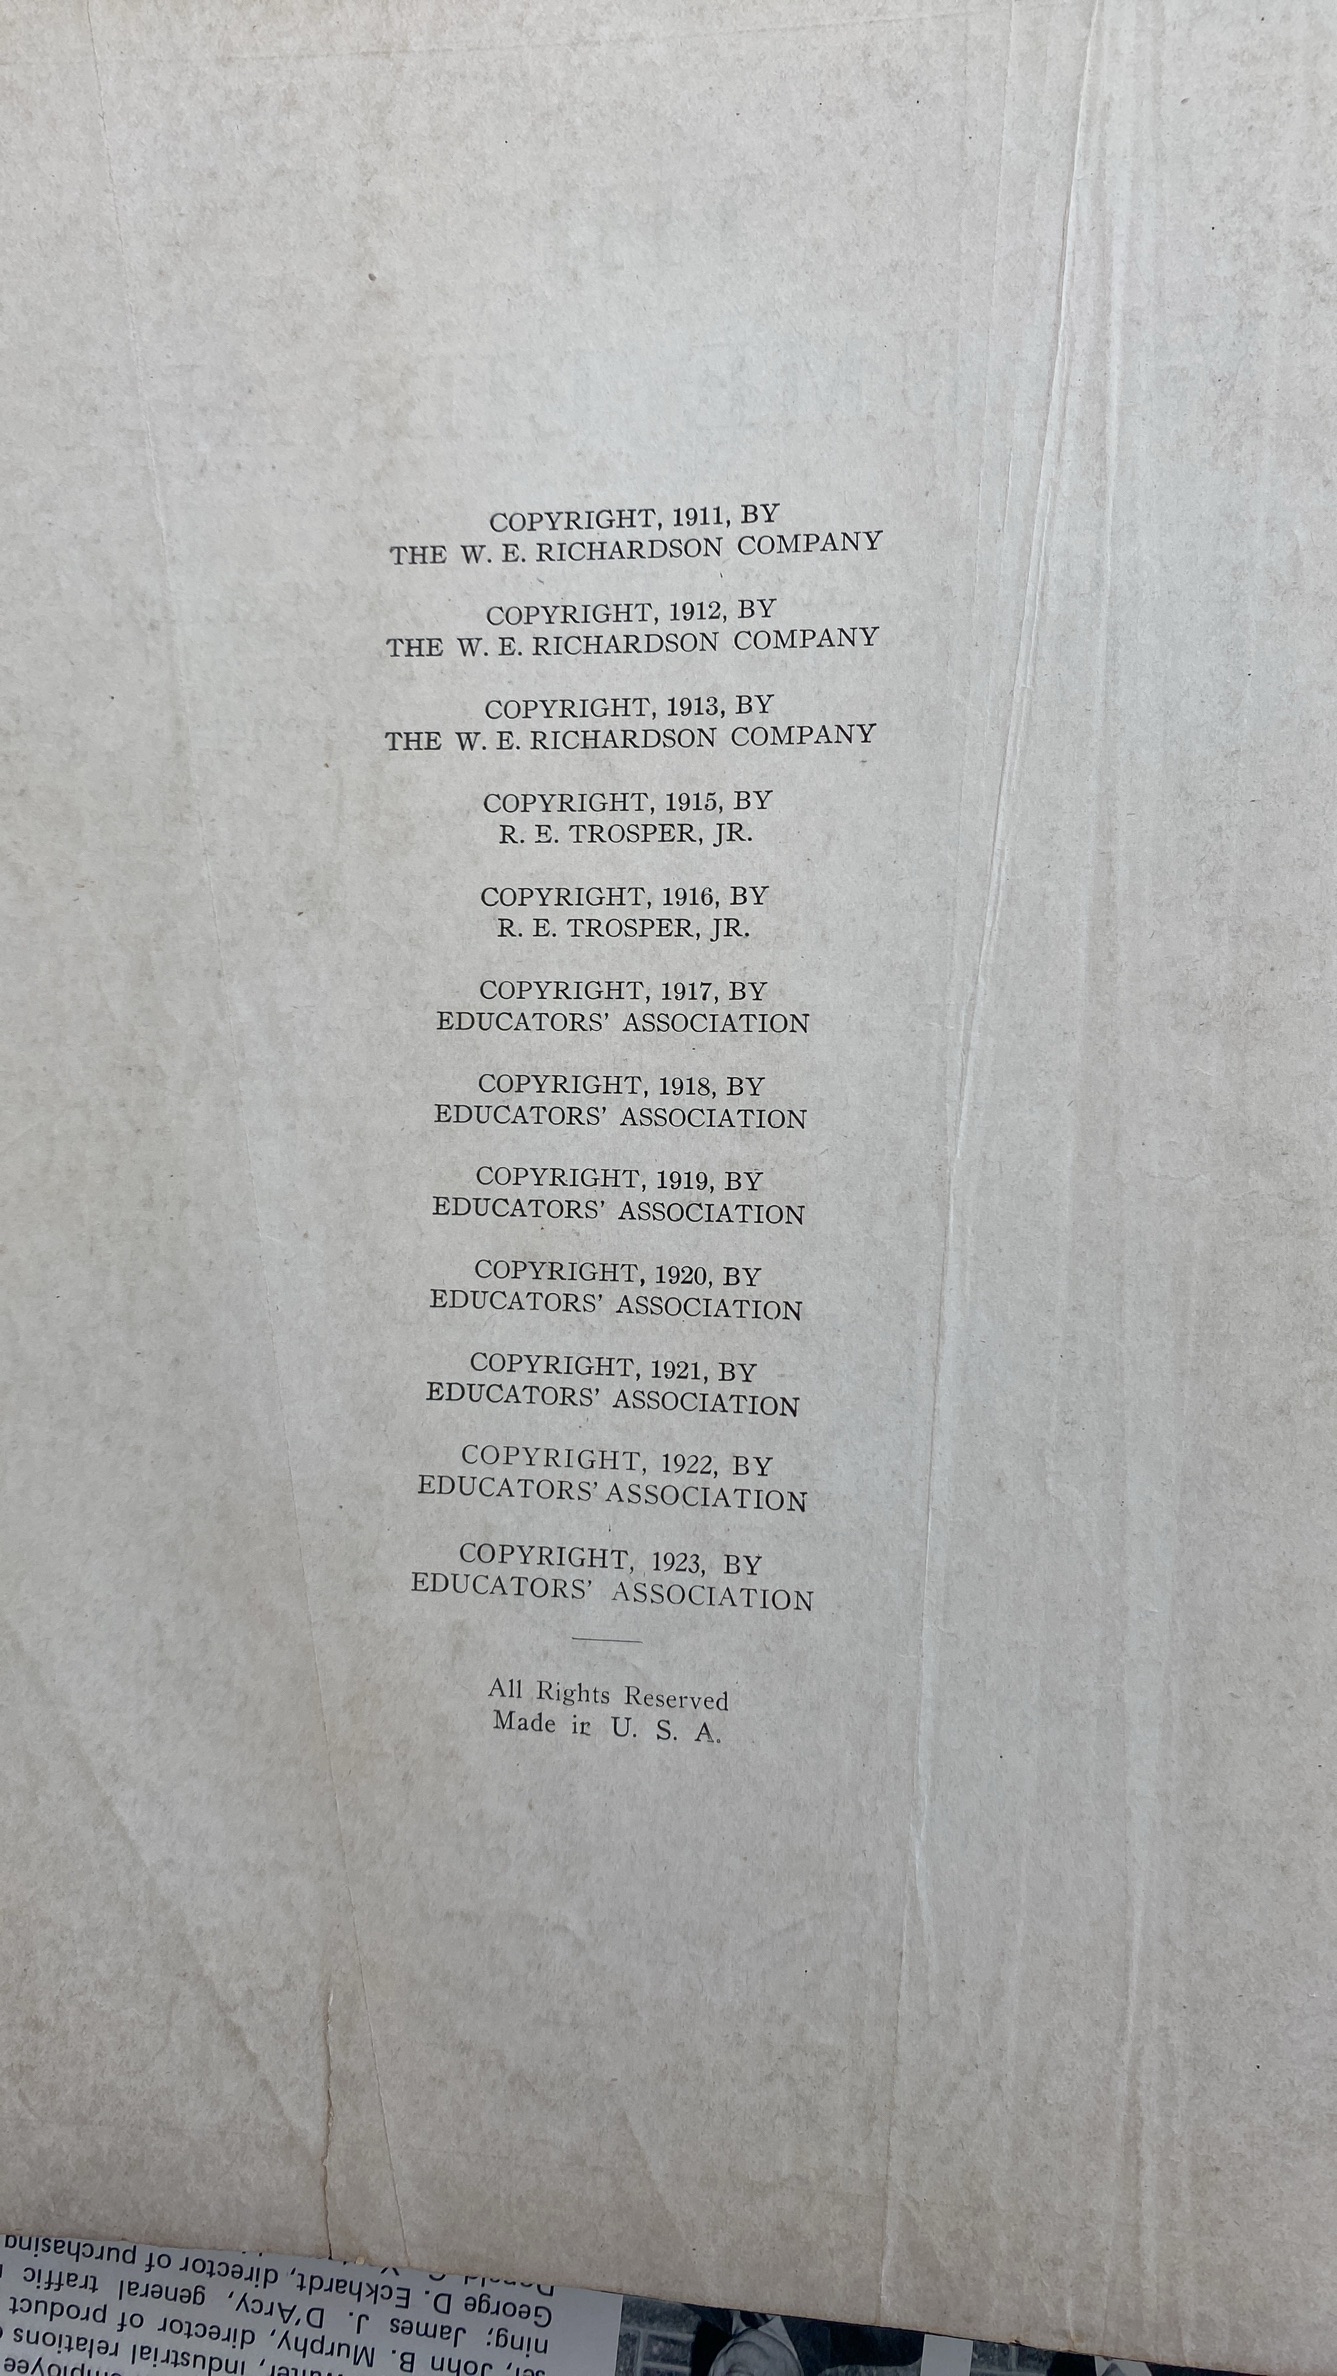 COPYRIGHT, 1911, BY
THE W. E. RICHARDSON COMPANY
COPYRIGHT, 1912, BY
THE W. E. RICHARDSON COMPANY
COPYRIGHT, 1913, BY
THE W. E. RICHARDSON COMPANY
COPYRIGHT, 1915, BY
R. E. TROSPER, JR.
COPYRIGHT, 1916, BY
R. E. TROSPER, JR.
COPYRIGHT, 1917, BY
EDUCATORS' ASSOCIATION
COPYRIGHT, 1918, BY
EDUCATORS' ASSOCIATION
COPYRIGHT, 1919, BY
EDUCATORS' ASSOCIATION
COPYRIGHT, 1920, BY
EDUCATORS' ASSOCIATION
COPYRIGHT, 1921, BY
EDUCATORS' ASSOCIATION
COPYRIGHT, 1922, BY
EDUCATORS' ASSOCIATION
COPYRIGHT, 1923, BY
EDUCATORS' ASSOCIATION
All Rights Reserved
Made in U. S. A.
industrial relations
John B. Murphy, director of product
ning; James J. D'Arcy, general traffic
George D. Eckhardt, director of purchasing